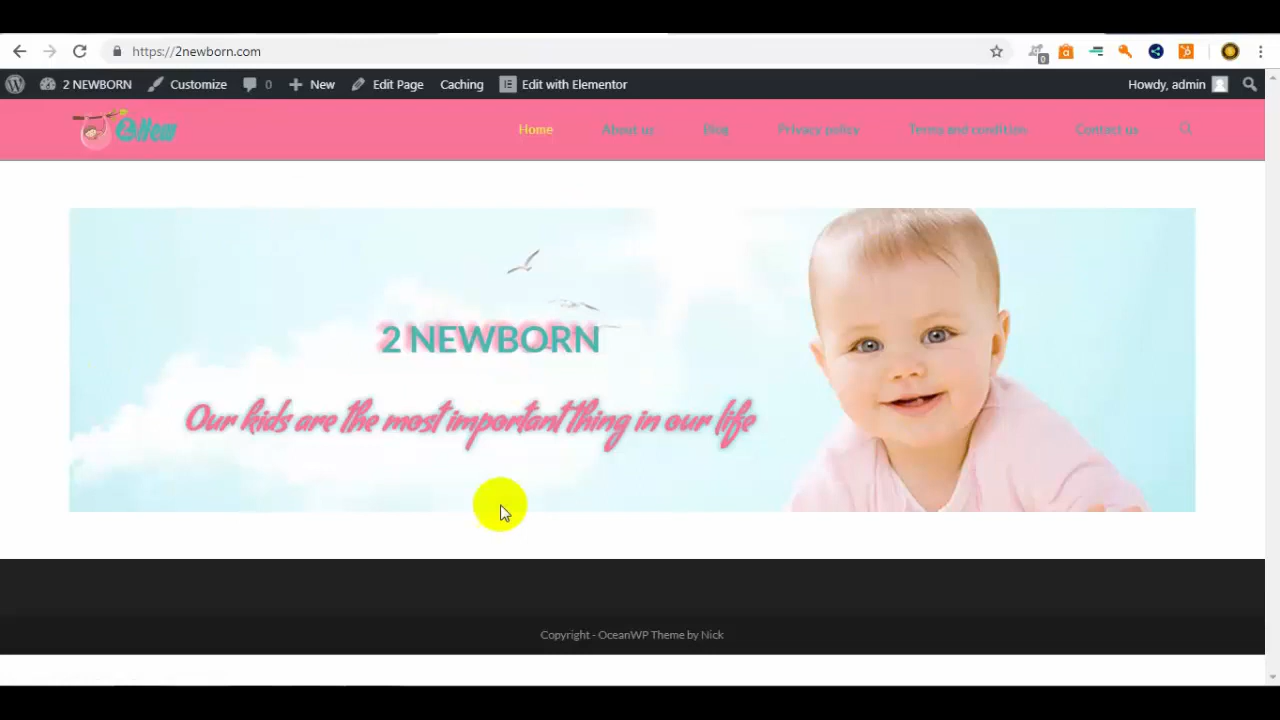 https://2newborn.com
0
2 NEWBORN Customize 0 New Edit Page Caching Edit with Elementor Howdy, admin
2New Home About us Blog Privacy policy Terms and condition Contact us
2 NEWBORN
Our kids are the most important thing in our life
Copyright - OceanWP Theme by Nick